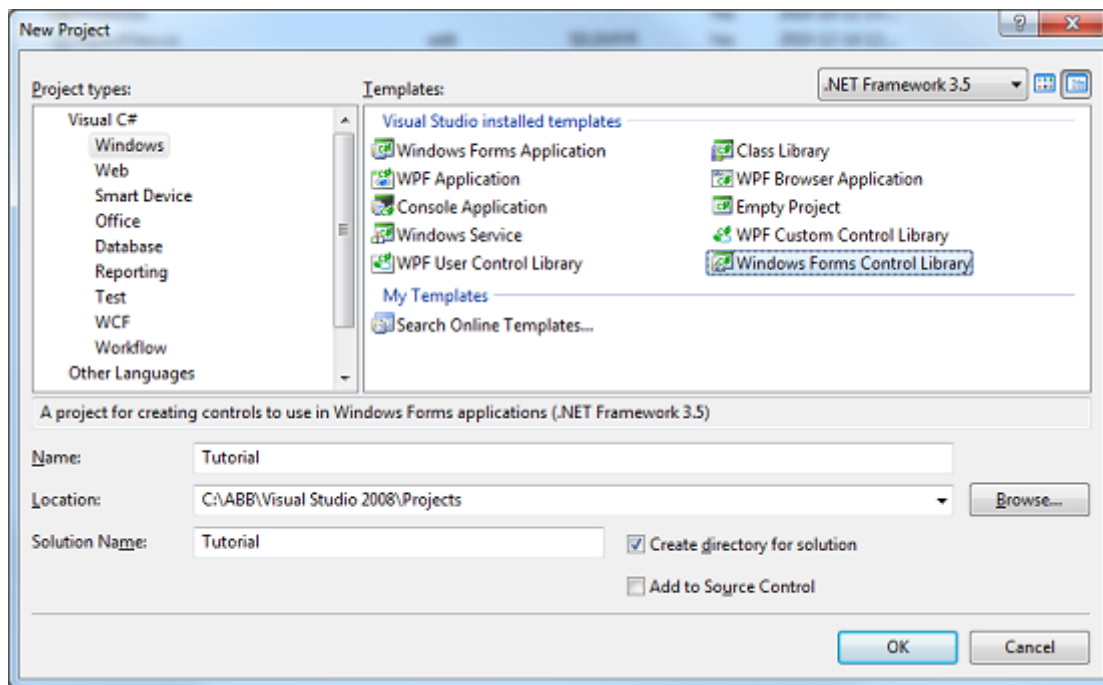 New Project
Project types:
Templates:
.NET Framework 3.5
Visual C#
Windows
Web
Smart Device
Office
Database
Reporting
Test
WCF
Workflow
Other Languages
Visual Studio installed templates
Windows Forms Application
Class Library
WPF Application
WPF Browser Application
Console Application
Empty Project
Windows Service
WPF Custom Control Library
WPF User Control Library
Windows Forms Control Library
My Templates
Search Online Templates...
A project for creating controls to use in Windows Forms applications (.NET Framework 3.5)
Name:
Tutorial
Location:
C:\ABB\Visual Studio 2008\Projects
Browse...
Solution Name:
Tutorial
Create directory for solution
Add to Source Control
OK
Cancel